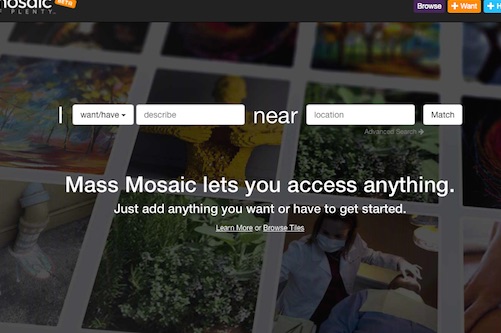 mosaic BETA
OF PLENTY.
Browse + Want + H
I want/have describe near location Match
Advanced Search
Mass Mosaic lets you access anything.
Just add anything you want or have to get started.
Learn More or Browse Tiles